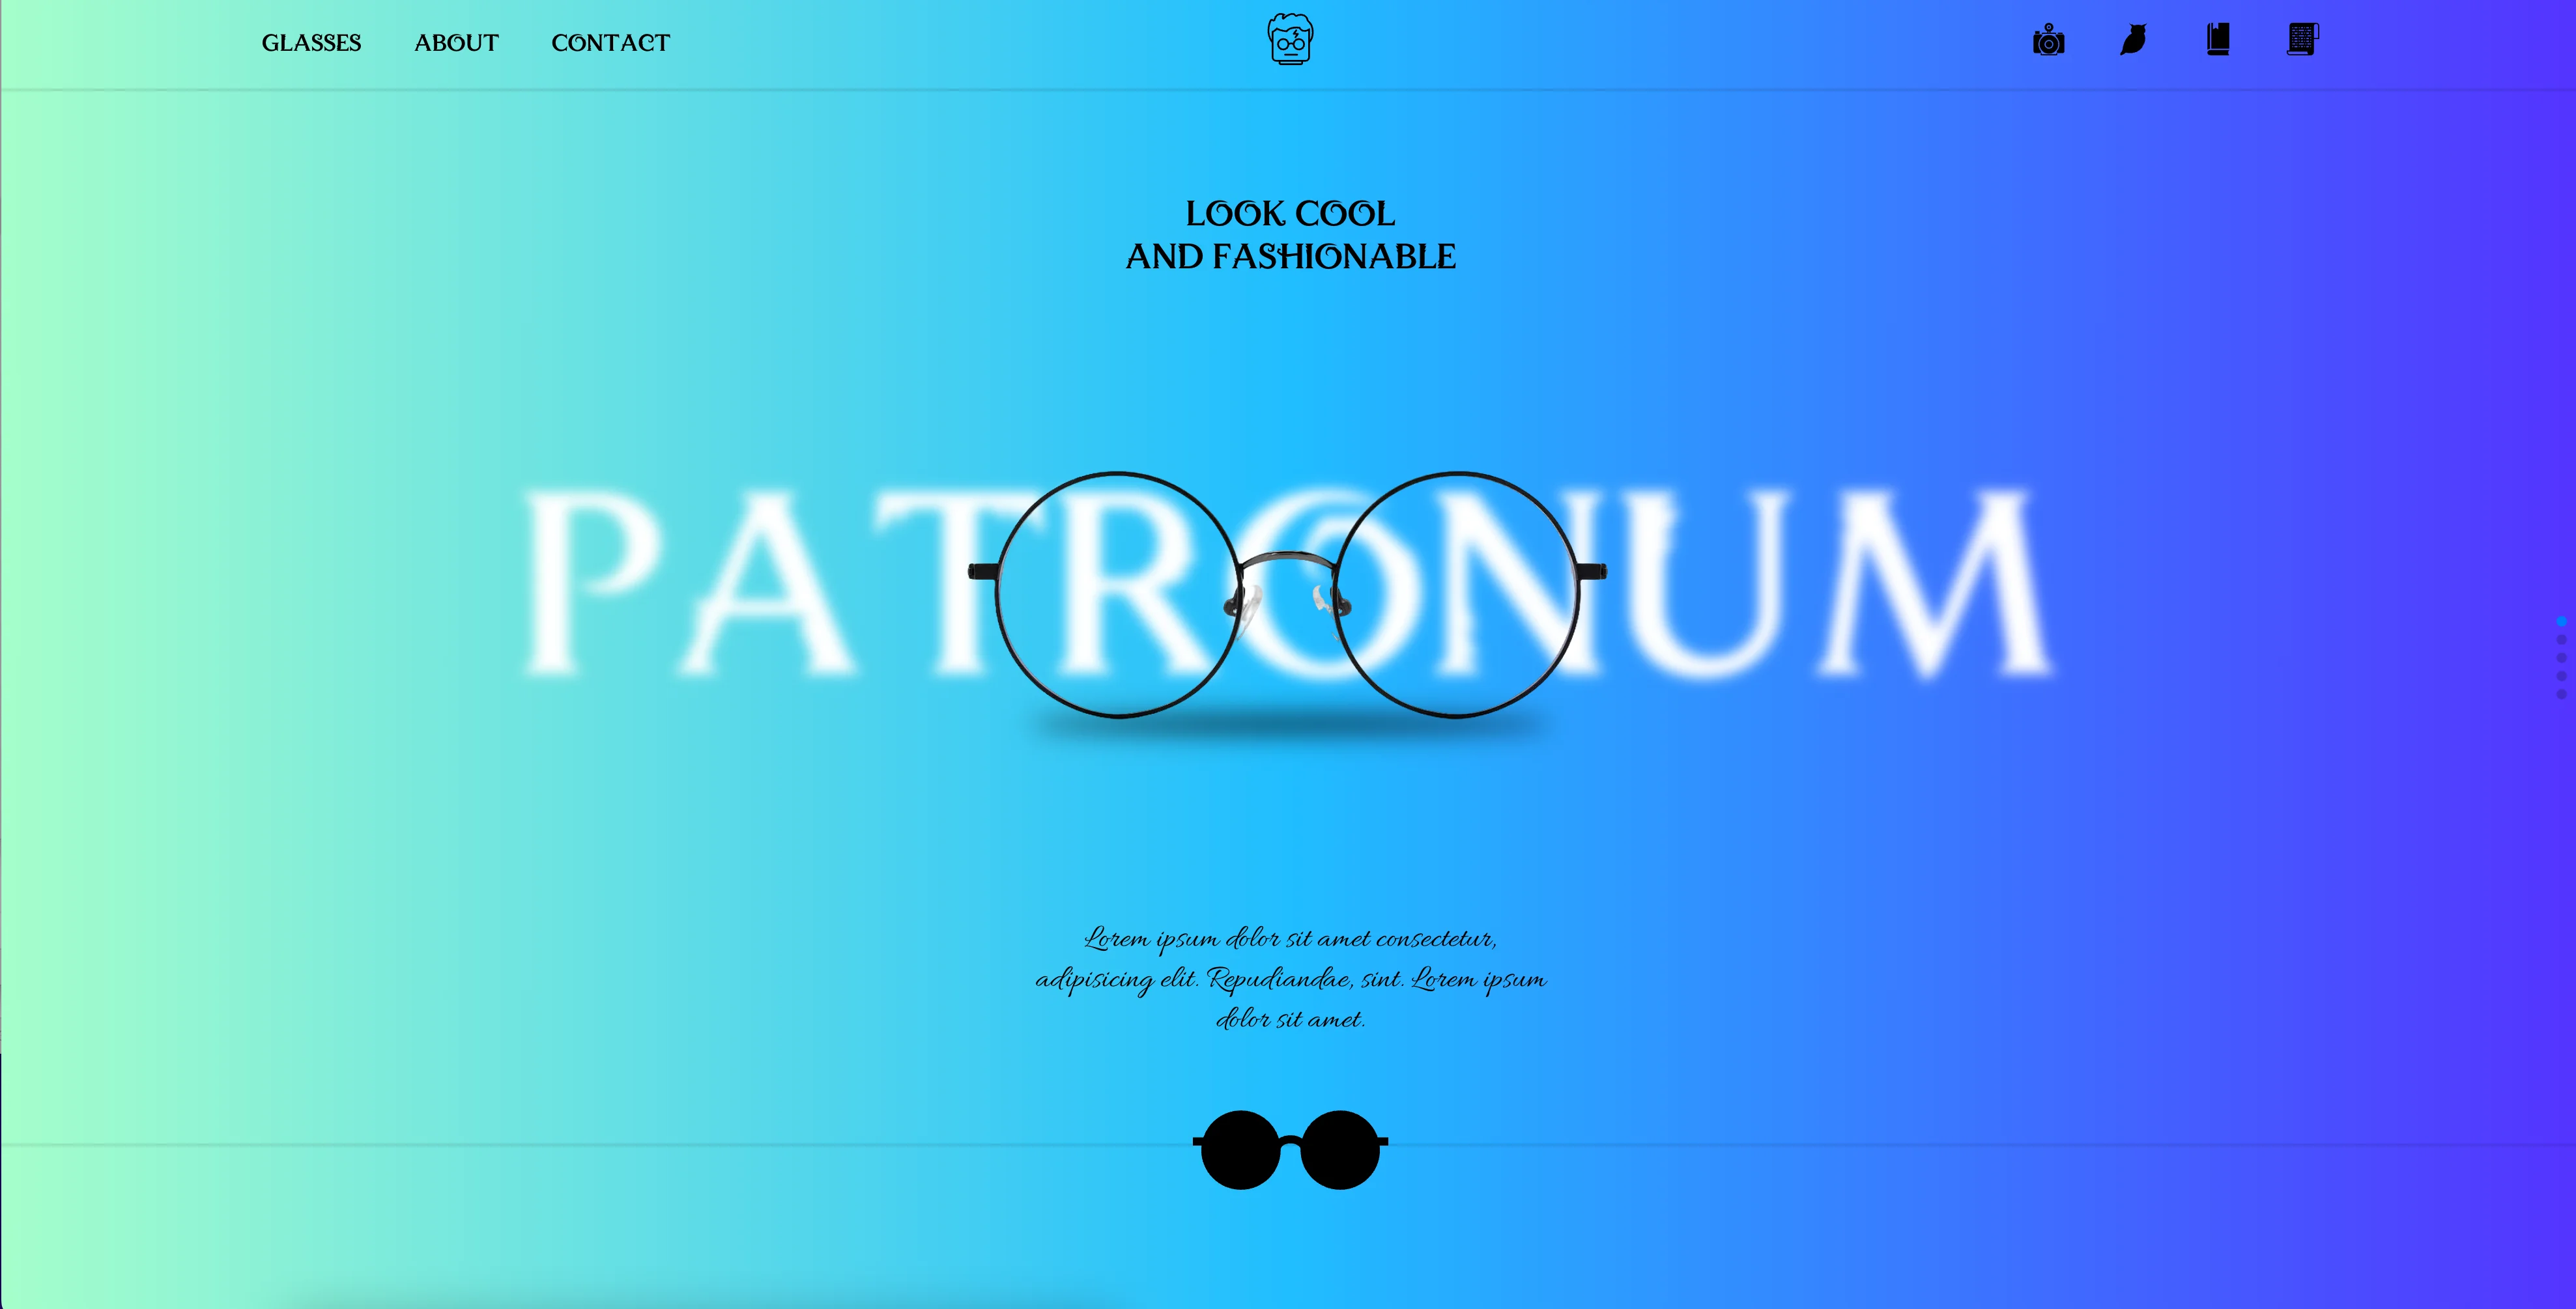 GLASSES ABOUT CONTACT
LOOK COOL
AND FASHIONABLE
PATRONUM
Lorem ipsum dolor sit amet consectetur,
adipisicing elit. Repudiandae, sint. Lorem ipsum
dolor sit amet.